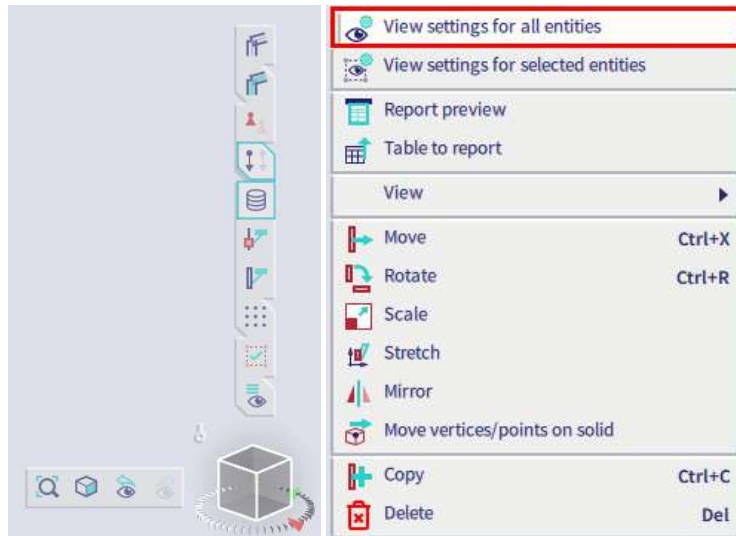 View settings for all entities
View settings for selected entities
Report preview
Table to report
View
Move Ctrl+X
Rotate Ctrl+R
Scale
Stretch
Mirror
Move vertices/points on solid
Copy Ctrl+C
Delete Del